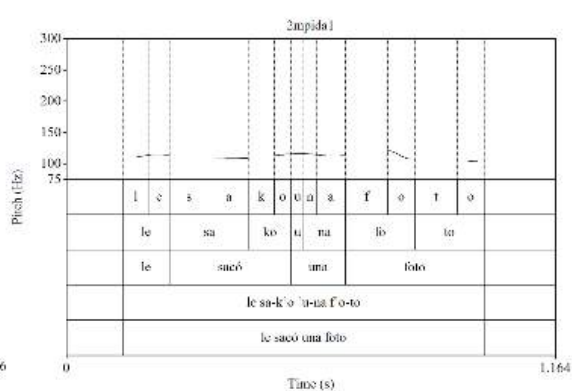 2mpida1
300
250
200
150
100
75
Pitch (Hz)
l e s a k o u n a f o t o
le sa ko u na fo to
le sacó una foto
le sa-k'o 'u-na f'o-to
le sacó una foto
6 0 1.164
Time (s)